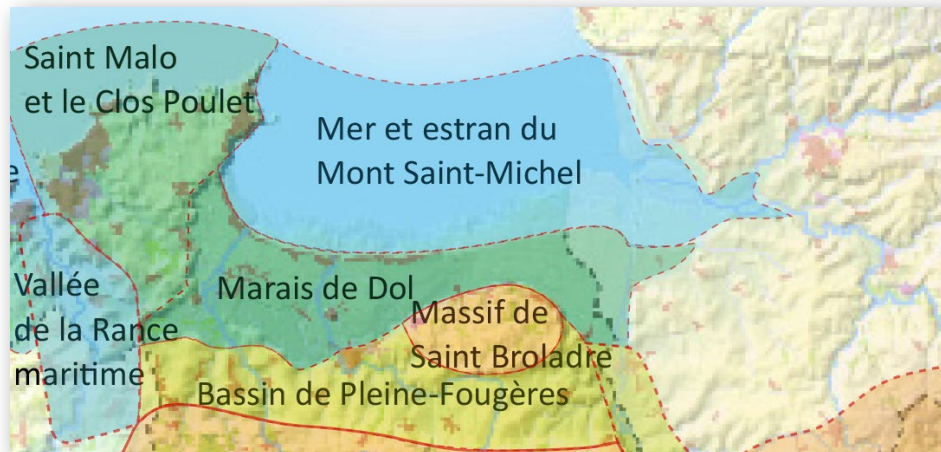 Saint Malo
et le Clos Poulet
Mer et estran du
Mont Saint-Michel
e
Vallée
de la Rance
maritime
Marais de Dol
Massif de
Saint Broladre
Bassin de Pleine-Fougères